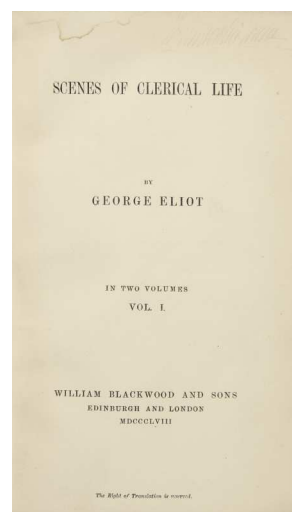 SCENES OF CLERICAL LIFE
BY
GEORGE ELIOT
IN TWO VOLUMES
VOL. I.
WILLIAM BLACKWOOD AND SONS
EDINBURGH AND LONDON
MDCCCLVIII
The Right of Translation is reserved.